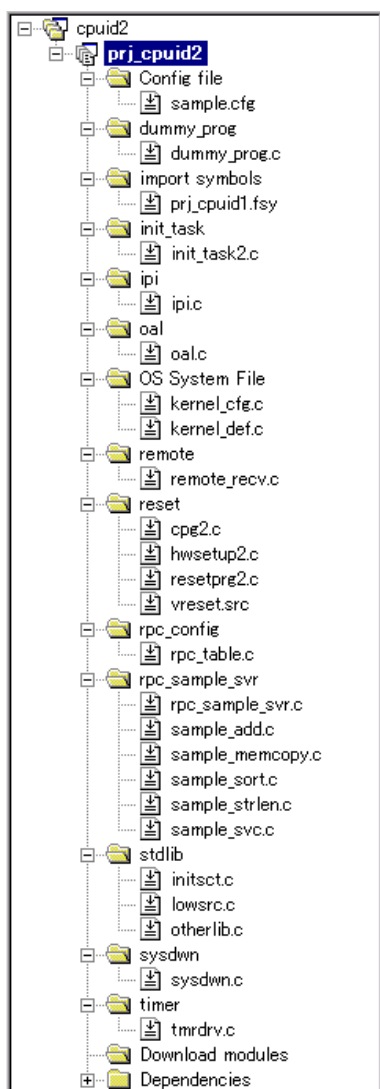 cpuid2
prj_cpuid2
Config file
sample.cfg
dummy_prog
dummy_prog.c
import symbols
prj_cpuid1.fsy
init_task
init_task2.c
ipi
ipi.c
oal
oal.c
OS System File
kernel_cfg.c
kernel_def.c
remote
remote_recv.c
reset
cpg2.c
hwsetup2.c
resetprg2.c
vreset.src
rpc_config
rpc_table.c
rpc_sample_svr
rpc_sample_svr.c
sample_add.c
sample_memcopy.c
sample_sort.c
sample_strlen.c
sample_svc.c
stdlib
initsct.c
lowsrc.c
otherlib.c
sysdwn
sysdwn.c
timer
tmrdrv.c
Download modules
Dependencies